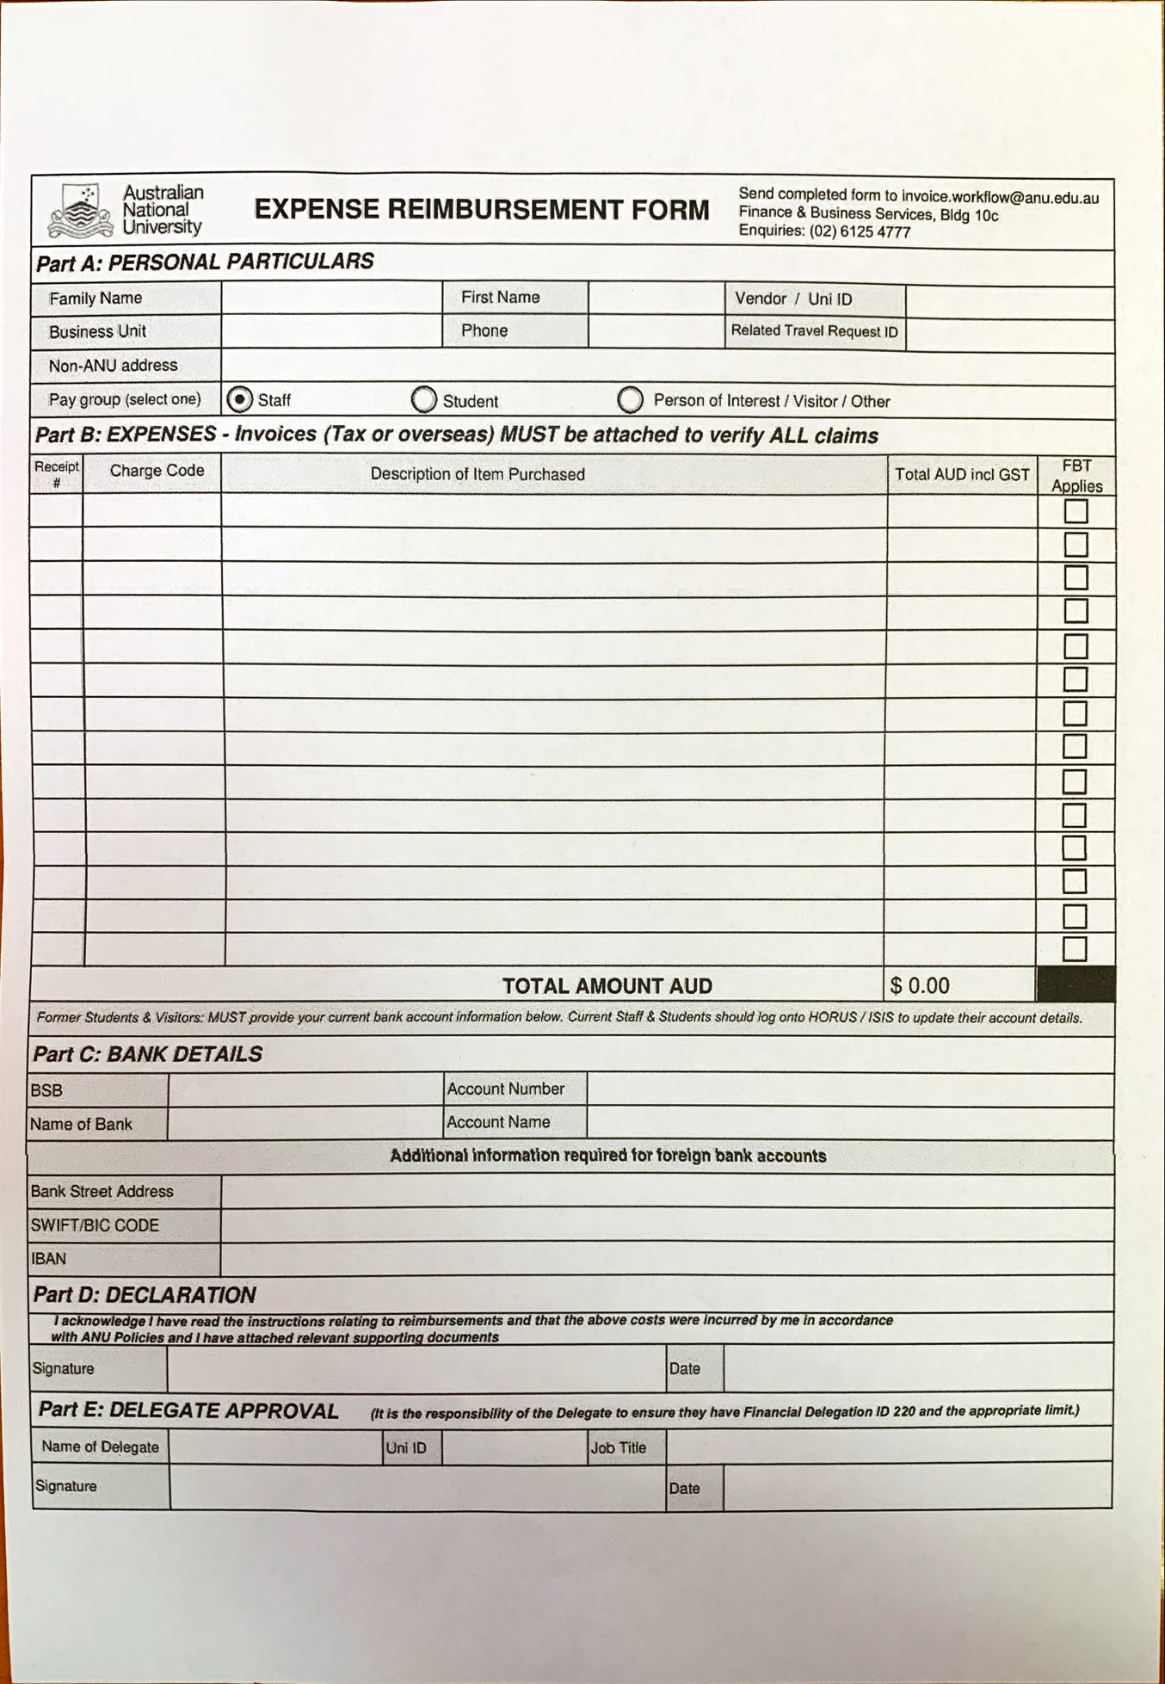 Australian
National
University
EXPENSE REIMBURSEMENT FORM
Send completed form to invoice.workflow@anu.edu.au
Finance & Business Services, Bldg 10c
Enquiries: (02) 6125 4777
Part A: PERSONAL PARTICULARS
Family Name First Name Vendor / Uni ID
Business Unit Phone Related Travel Request ID
Non-ANU address
Pay group (select one) Staff Student Person of Interest / Visitor / Other
Part B: EXPENSES - Invoices (Tax or overseas) MUST be attached to verify ALL claims
Receipt # Charge Code Description of Item Purchased Total AUD incl GST FBT Applies
TOTAL AMOUNT AUD $ 0.00
Former Students & Visitors: MUST provide your current bank account information below. Current Staff & Students should log onto HORUS / ISIS to update their account details.
Part C: BANK DETAILS
BSB Account Number
Name of Bank Account Name
Additional information required for foreign bank accounts
Bank Street Address
SWIFT/BIC CODE
IBAN
Part D: DECLARATION
I acknowledge I have read the instructions relating to reimbursements and that the above costs were incurred by me in accordance
with ANU Policies and I have attached relevant supporting documents
Signature Date
Part E: DELEGATE APPROVAL (It is the responsibility of the Delegate to ensure they have Financial Delegation ID 220 and the appropriate limit.)
Name of Delegate Uni ID Job Title
Signature Date